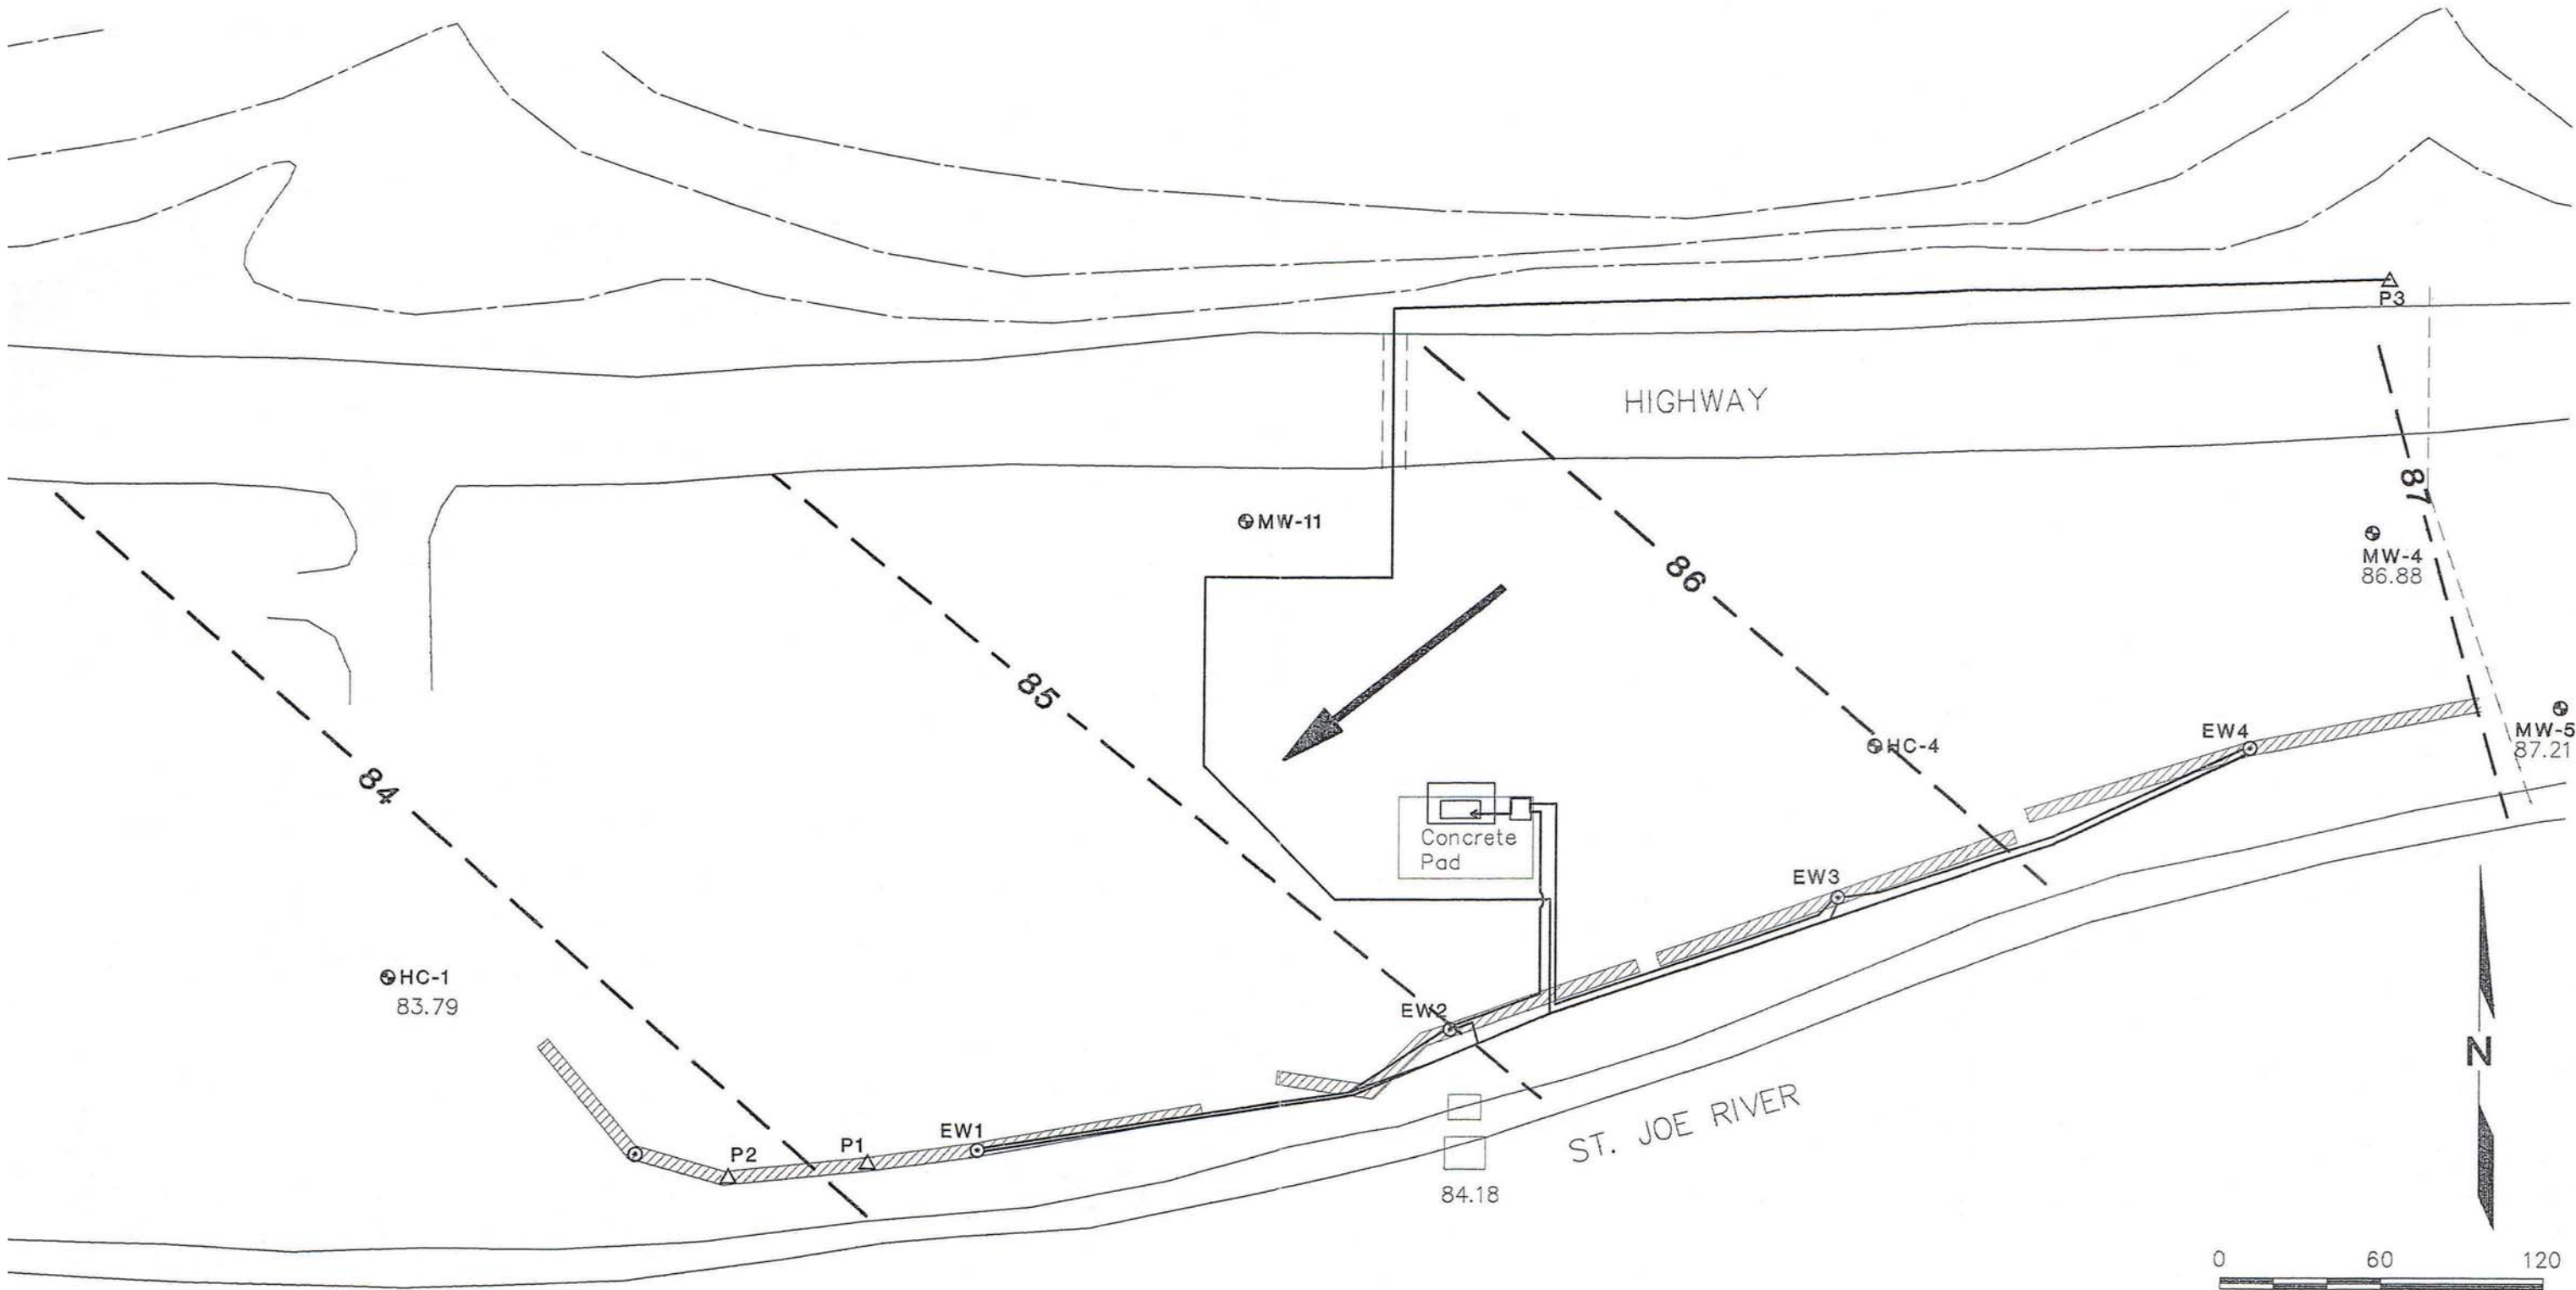 P3
HIGHWAY
87
MW-11
MW-4
86.88
86
85
EW4
MW-5
87.21
HC-4
84
Concrete
Pad
EW3
HC-1
83.79
EW2
N
ST. JOE RIVER
EW1
P1
P2
84.18
0 60 120